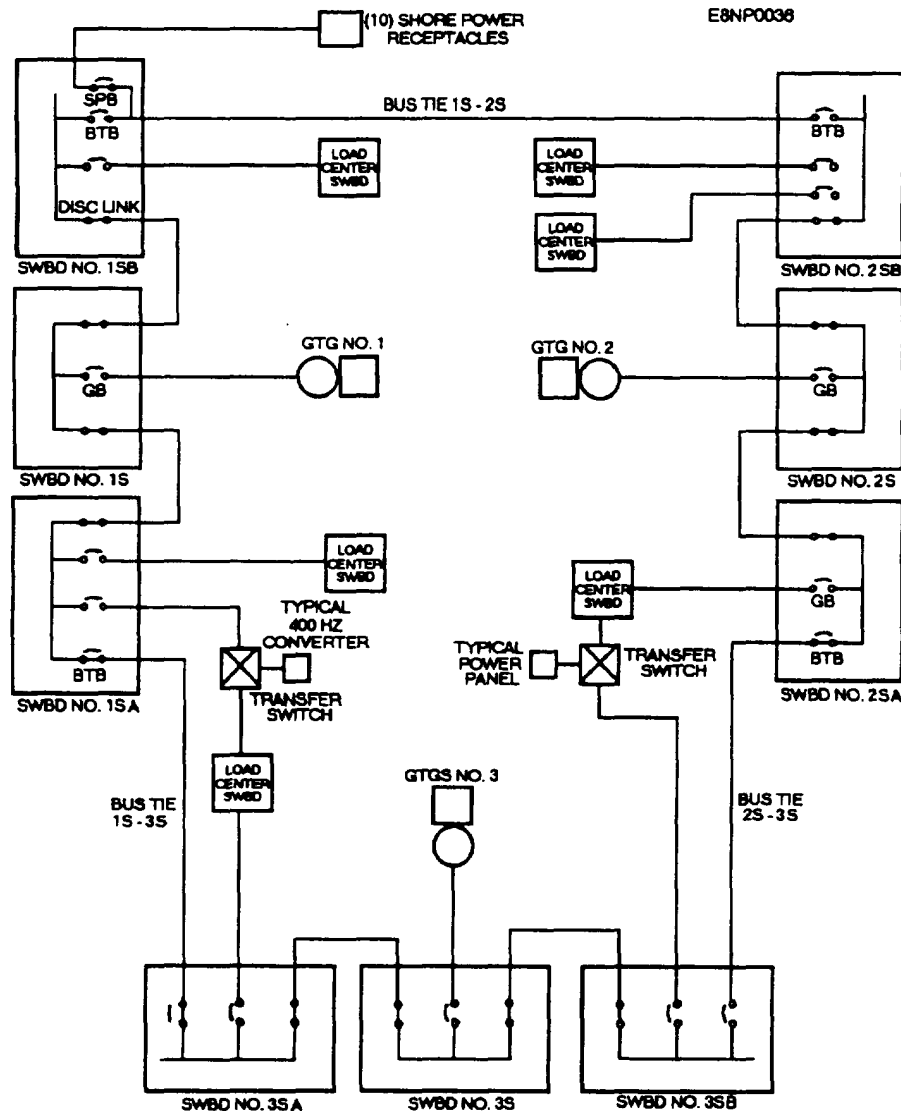 (10) SHORE POWER
RECEPTACLES
E8NP0036
SPB
BUS TIE 1S - 2S
BTB
BTB
LOAD
CENTER
SWBD
LOAD
CENTER
SWBD
DISC LINK
LOAD
CENTER
SWBD
SWBD NO. 1SB
SWBD NO. 2SB
GTG NO. 1
GTG NO. 2
GB
GB
SWBD NO. 1S
SWBD NO. 2S
LOAD
CENTER
SWBD
LOAD
CENTER
SWBD
GB
TYPICAL
400 HZ
CONVERTER
TYPICAL
POWER
PANEL
TRANSFER
SWITCH
BTB
BTB
SWBD NO. 1SA
TRANSFER
SWITCH
SWBD NO. 2SA
LOAD
CENTER
SWBD
GTGS NO. 3
BUS TIE
1S - 3S
BUS TIE
2S - 3S
SWBD NO. 3SA
SWBD NO. 3S
SWBD NO. 3SB